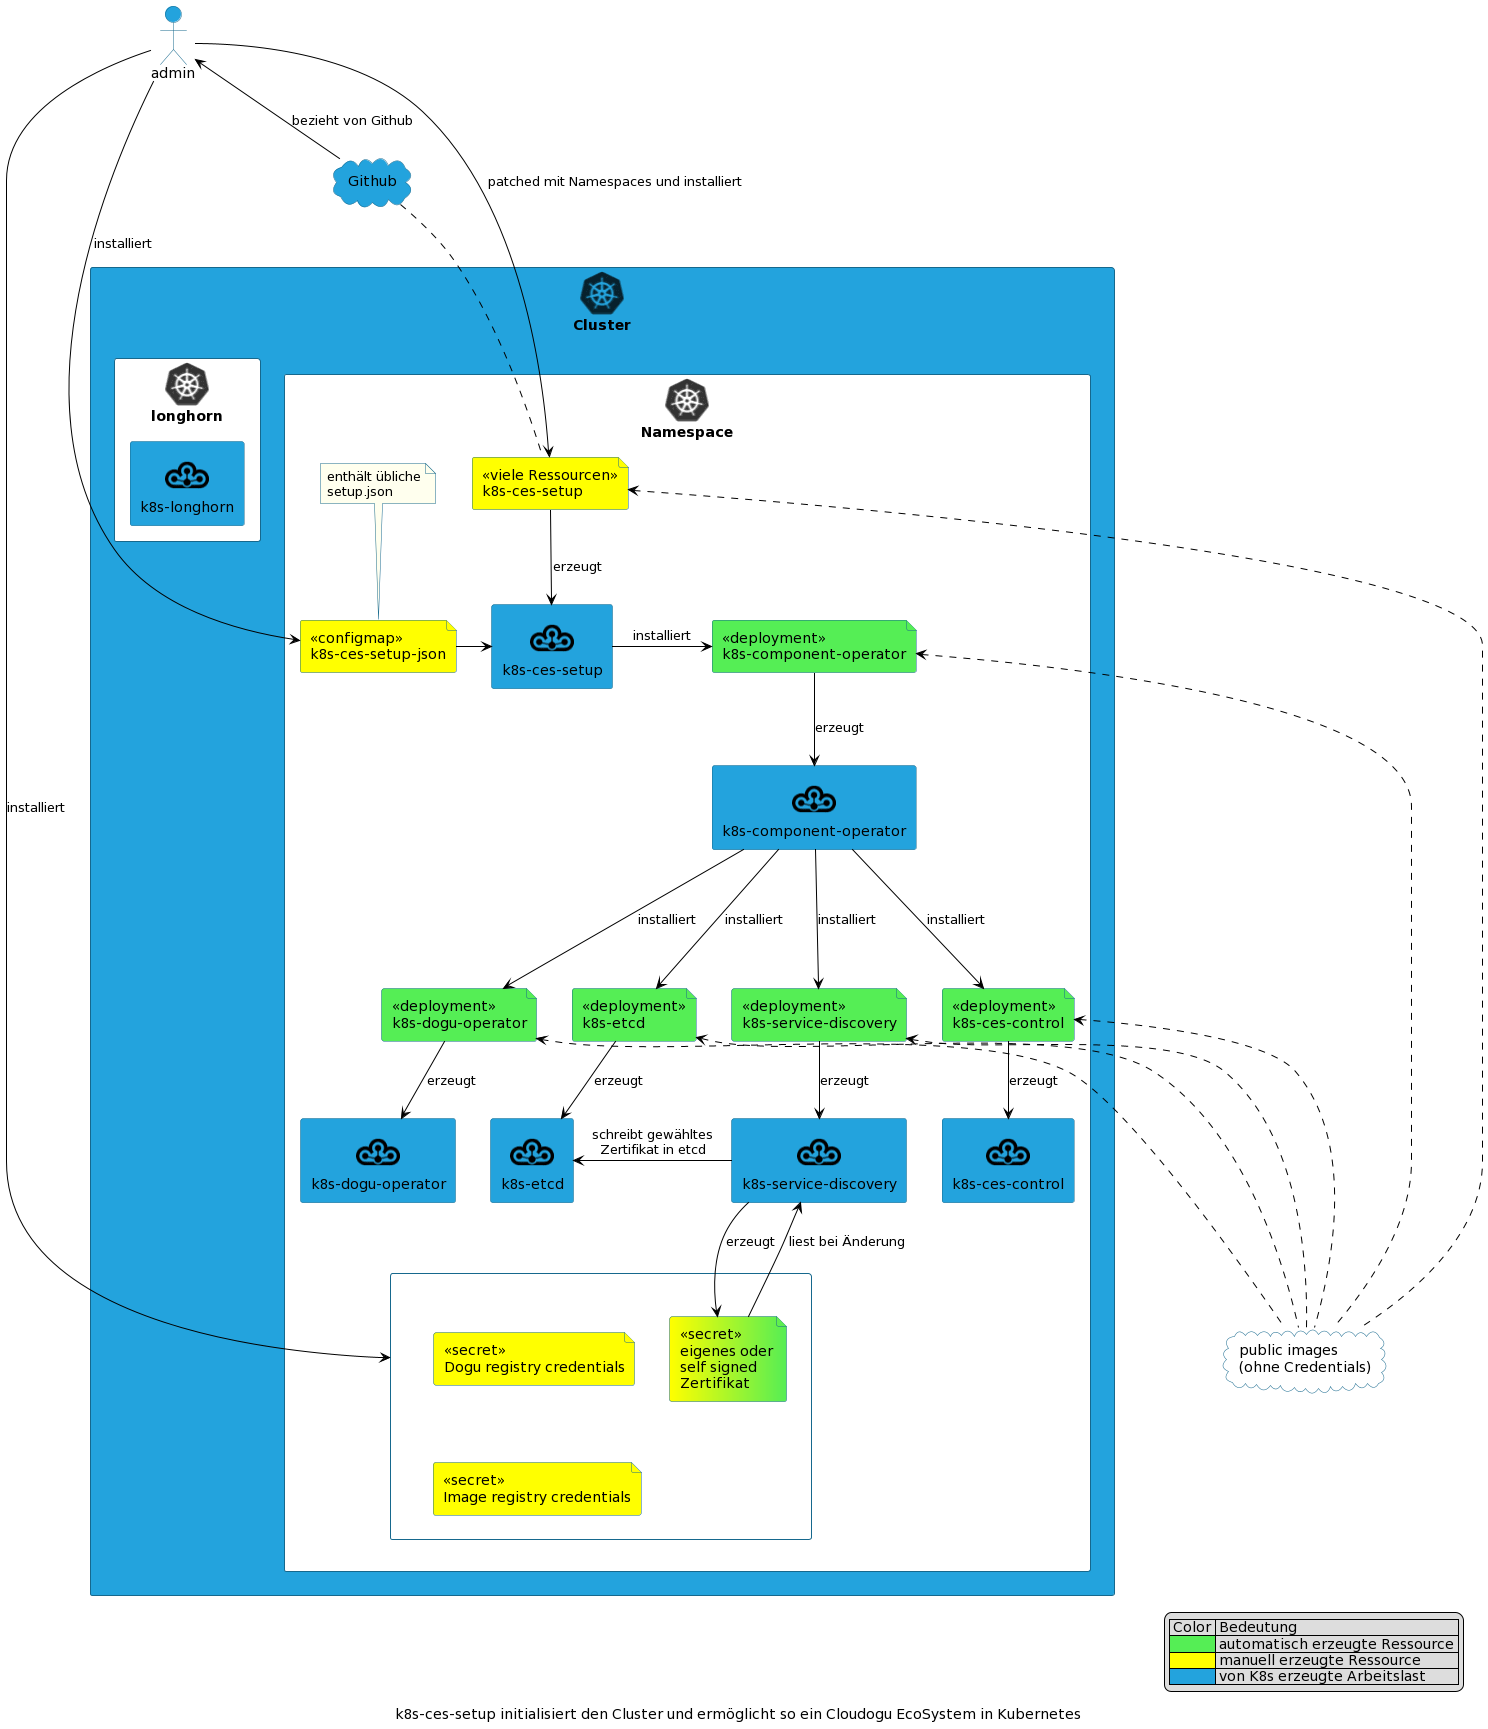 admin
bezieht von Github
Github
patched mit Namespaces und installiert
installiert
Cluster
longhorn
k8s-longhorn
Namespace
enthält übliche
setup.json
«viele Ressourcen»
k8s-ces-setup
erzeugt
«configmap»
k8s-ces-setup-json
k8s-ces-setup
installiert
«deployment»
k8s-component-operator
erzeugt
installiert
k8s-component-operator
installiert
installiert
installiert
installiert
«deployment»
k8s-dogu-operator
«deployment»
k8s-etcd
«deployment»
k8s-service-discovery
«deployment»
k8s-ces-control
erzeugt
erzeugt
erzeugt
erzeugt
k8s-dogu-operator
k8s-etcd
schreibt gewähltes
Zertifikat in etcd
k8s-service-discovery
k8s-ces-control
erzeugt
liest bei Änderung
«secret»
Dogu registry credentials
«secret»
eigenes oder
self signed
Zertifikat
«secret»
Image registry credentials
public images
(ohne Credentials)
Color Bedeutung
automatisch erzeugte Ressource
manuell erzeugte Ressource
von K8s erzeugte Arbeitslast
k8s-ces-setup initialisiert den Cluster und ermöglicht so ein Cloudogu EcoSystem in Kubernetes